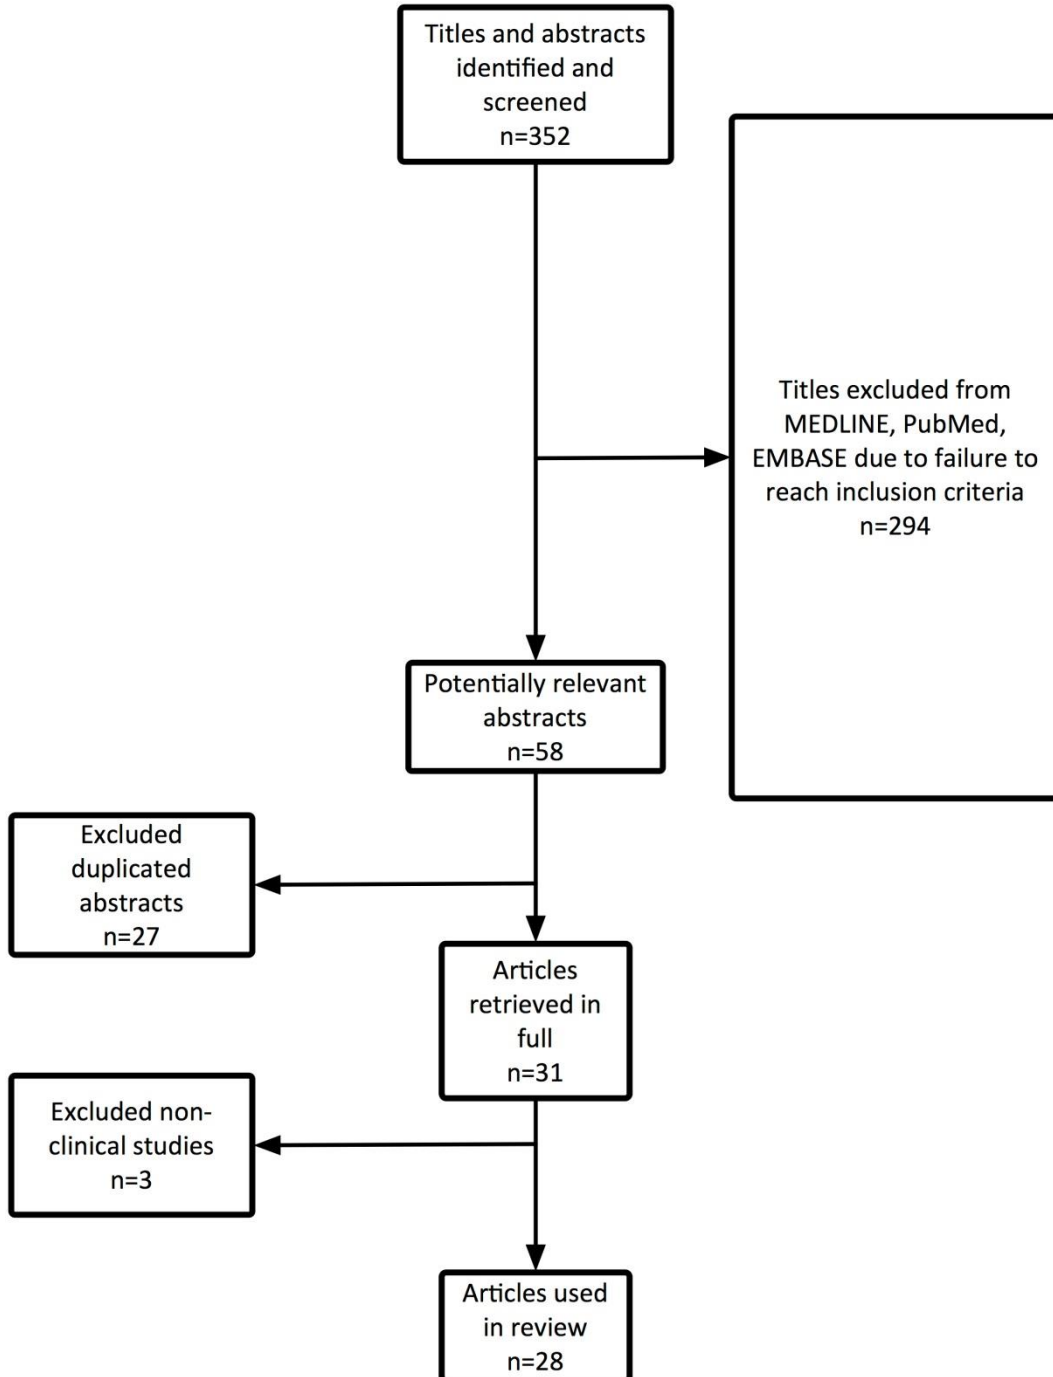 Titles and abstracts
identified and
screened
n=352
Titles excluded from
MEDLINE, PubMed,
EMBASE due to failure to
reach inclusion criteria
n=294
Potentially relevant
abstracts
n=58
Excluded
duplicated
abstracts
n=27
Articles
retrieved in
full
n=31
Excluded non-
clinical studies
n=3
Articles used
in review
n=28